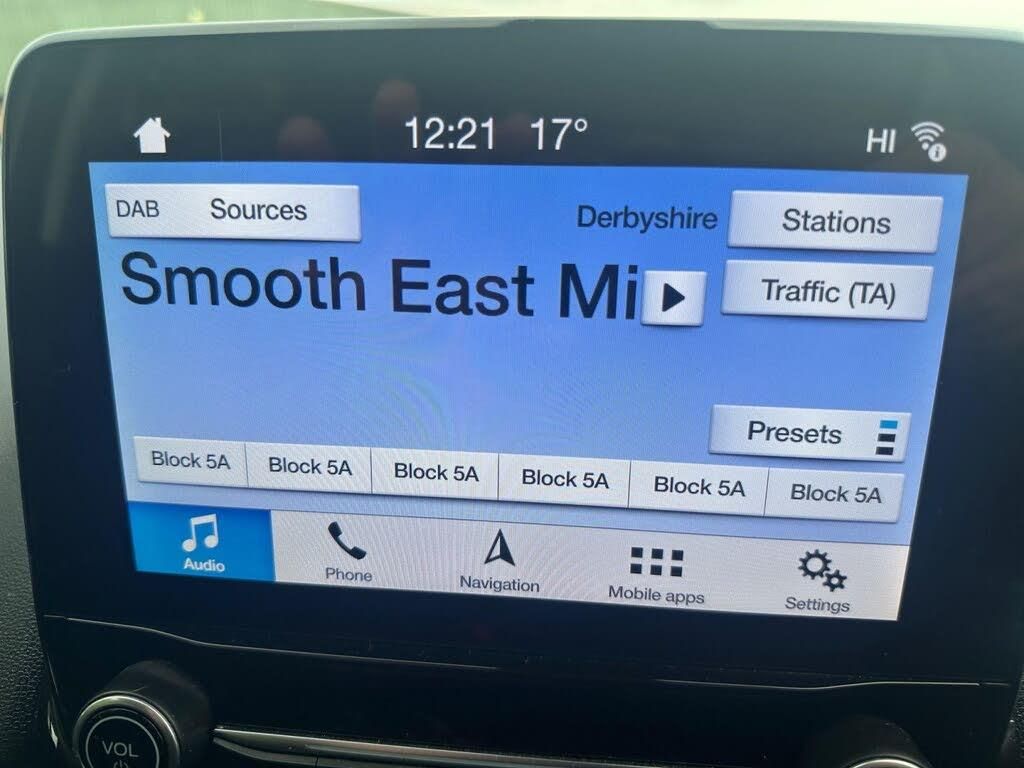 12:21 17° HI
DAB Sources
Derbyshire
Stations
Smooth East Mi
Traffic (TA)
Presets
Block 5A Block 5A Block 5A Block 5A Block 5A Block 5A
Audio Phone Navigation Mobile apps Settings
VOL